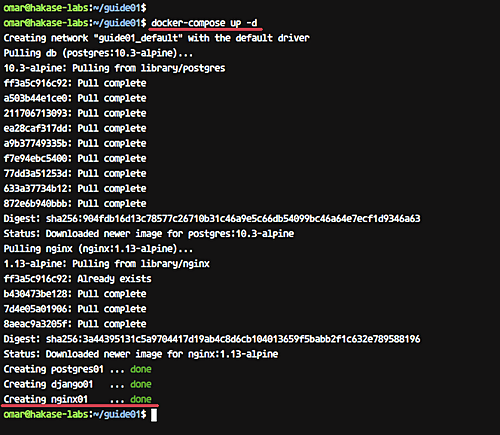 omar@hakase-labs:~/guide01$
omar@hakase-labs:~/guide01$ docker-compose up -d
Creating network "guide01_default" with the default driver
Pulling db (postgres:10.3-alpine)...
10.3-alpine: Pulling from library/postgres
ff3a5c916c92: Pull complete
a503b44e1ce0: Pull complete
211706713093: Pull complete
ea28caf317dd: Pull complete
a9b37749335b: Pull complete
f7e94ebc5400: Pull complete
77dd3a51253d: Pull complete
633a37734b12: Pull complete
872e6b940bbb: Pull complete
Digest: sha256:904fdb16d13c78577c26710b31c46a9e5c66db54099bc46a64e7ecf1d9346a63
Status: Downloaded newer image for postgres:10.3-alpine
Pulling nginx (nginx:1.13-alpine)...
1.13-alpine: Pulling from library/nginx
ff3a5c916c92: Already exists
b430473be128: Pull complete
7d4e05a01906: Pull complete
8aeac9a3205f: Pull complete
Digest: sha256:3a44395131c5a9704417d19ab4c8d6cb104013659f5babb2f1c632e789588196
Status: Downloaded newer image for nginx:1.13-alpine
Creating postgres01 ... done
Creating django01 ... done
Creating nginx01 ... done
omar@hakase-labs:~/guide01$